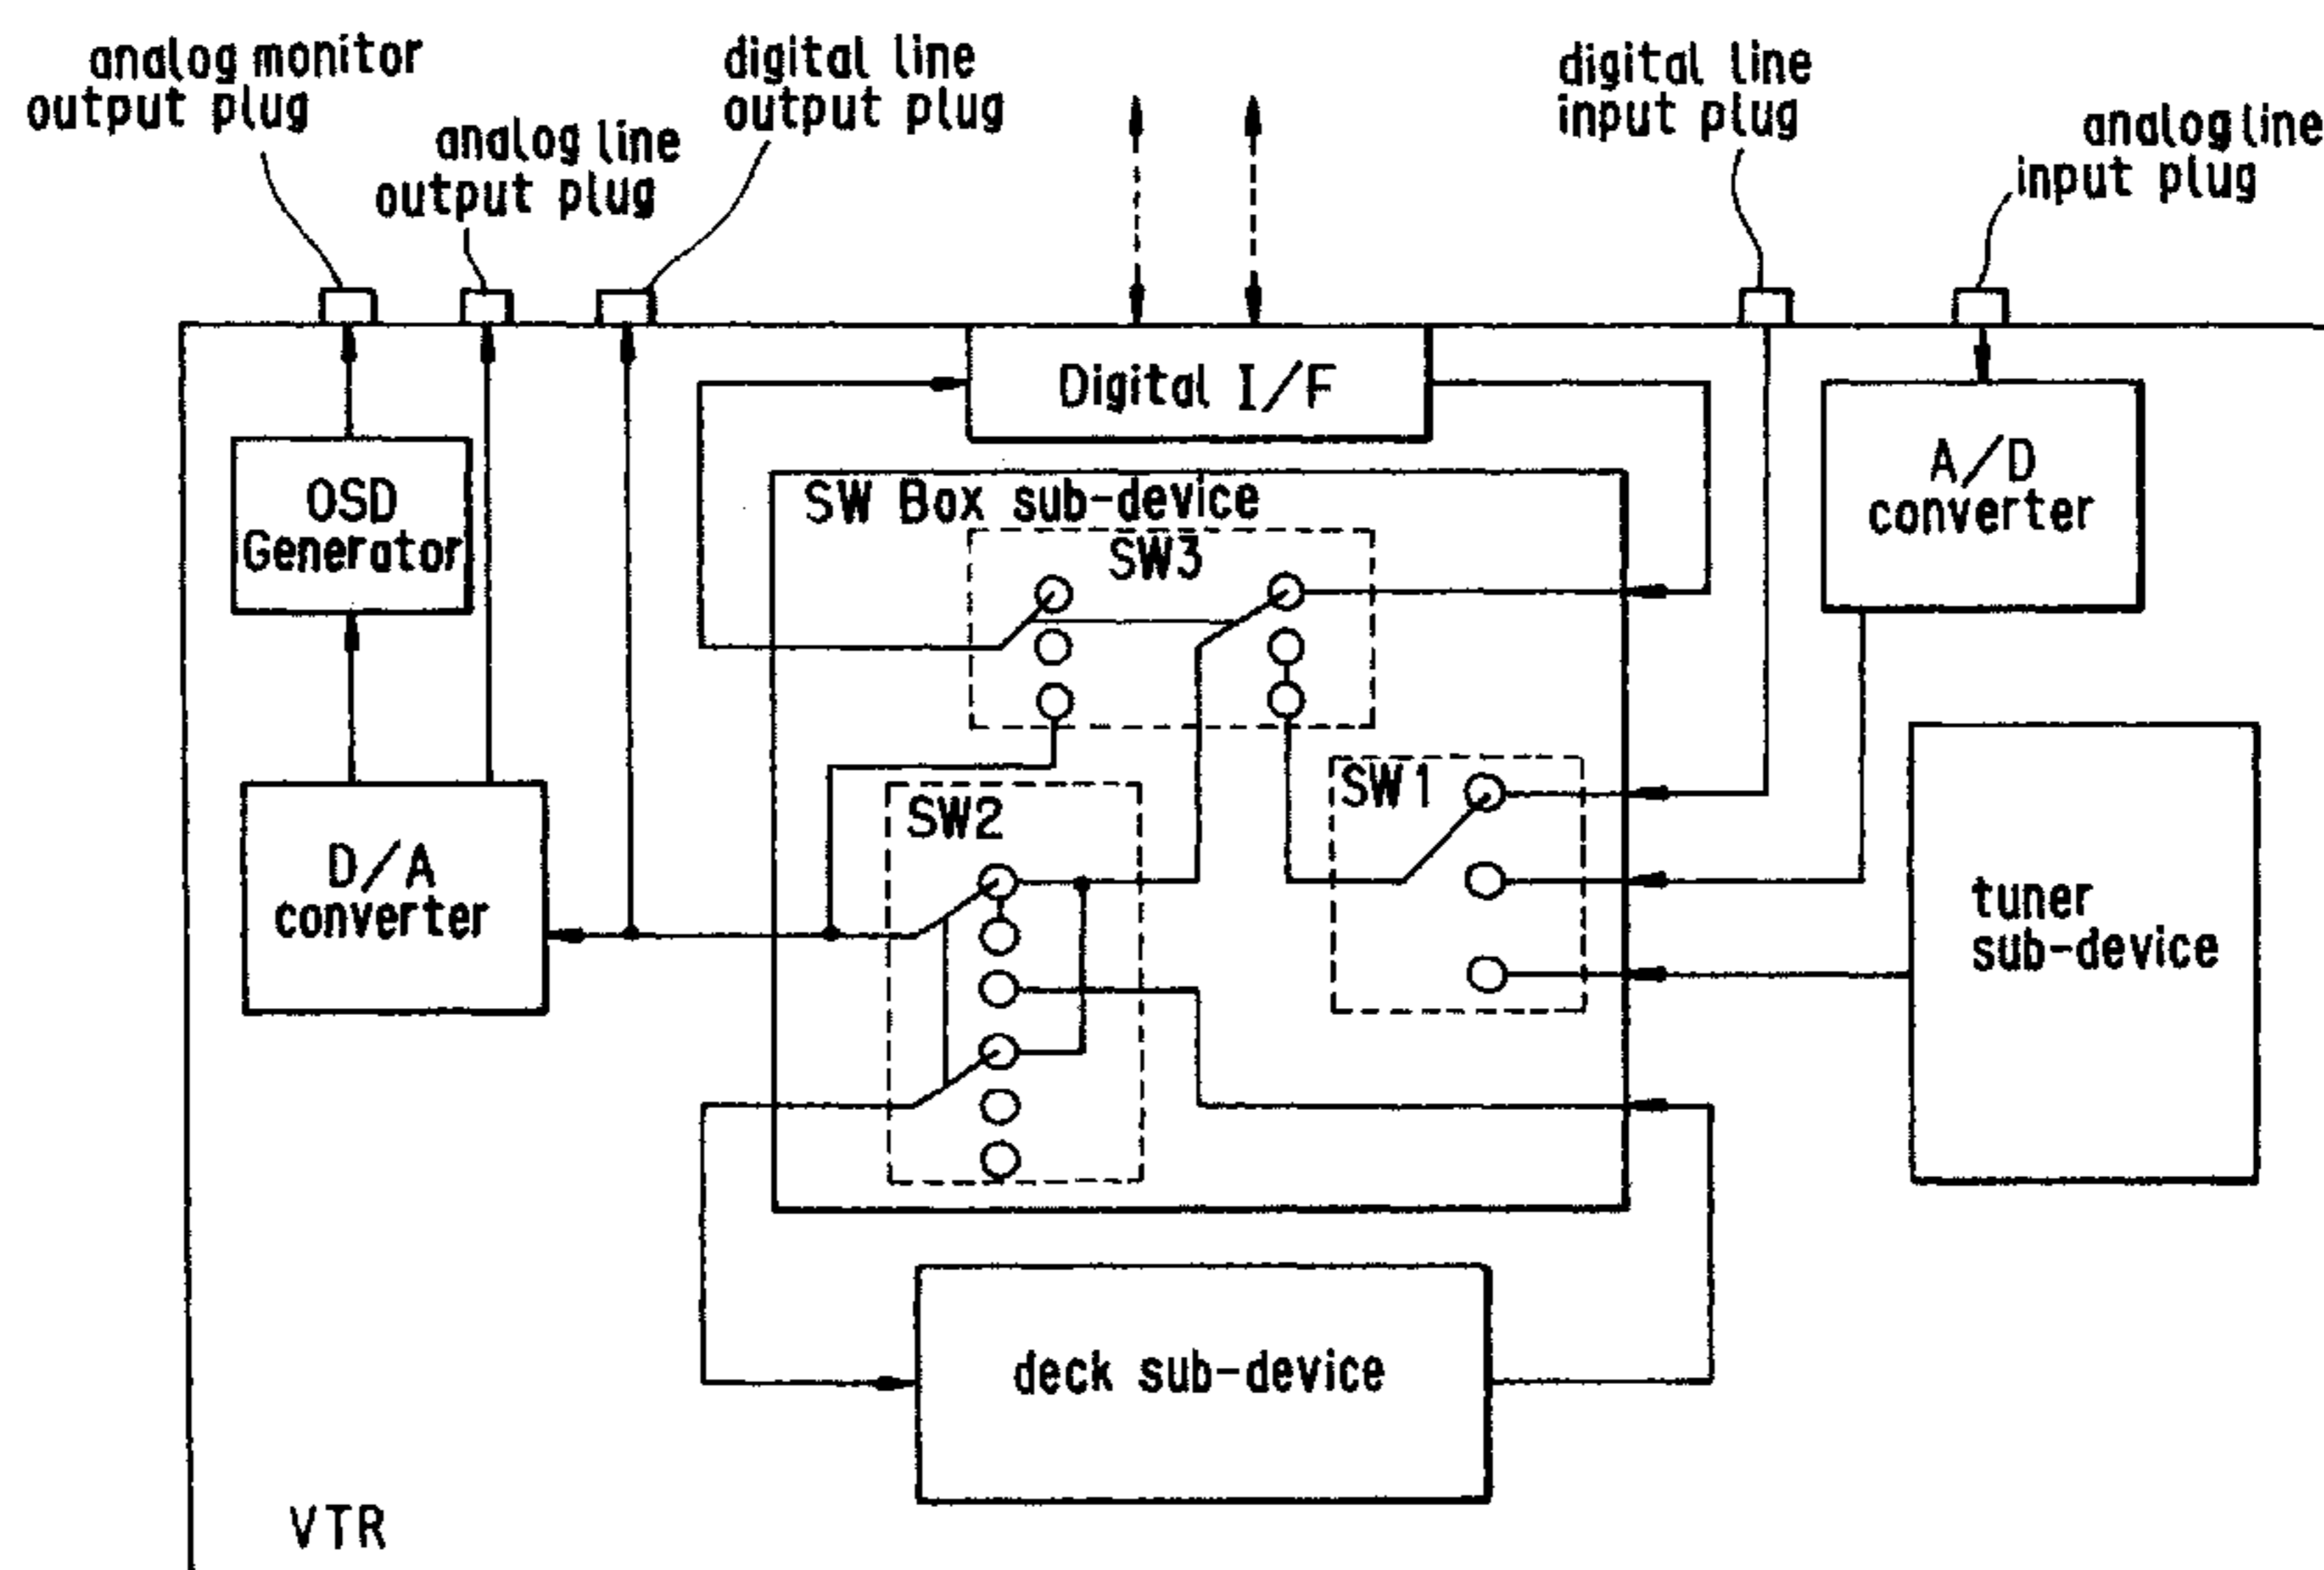 analog monitor
output plug
analog line
output plug
digital line
output plug
digital line
input plug
analog line
input plug
Digital I/F
OSD
Generator
SW Box sub-device
SW3
A/D
converter
SW1
SW2
D/A
converter
tuner
sub-device
deck sub-device
VTR